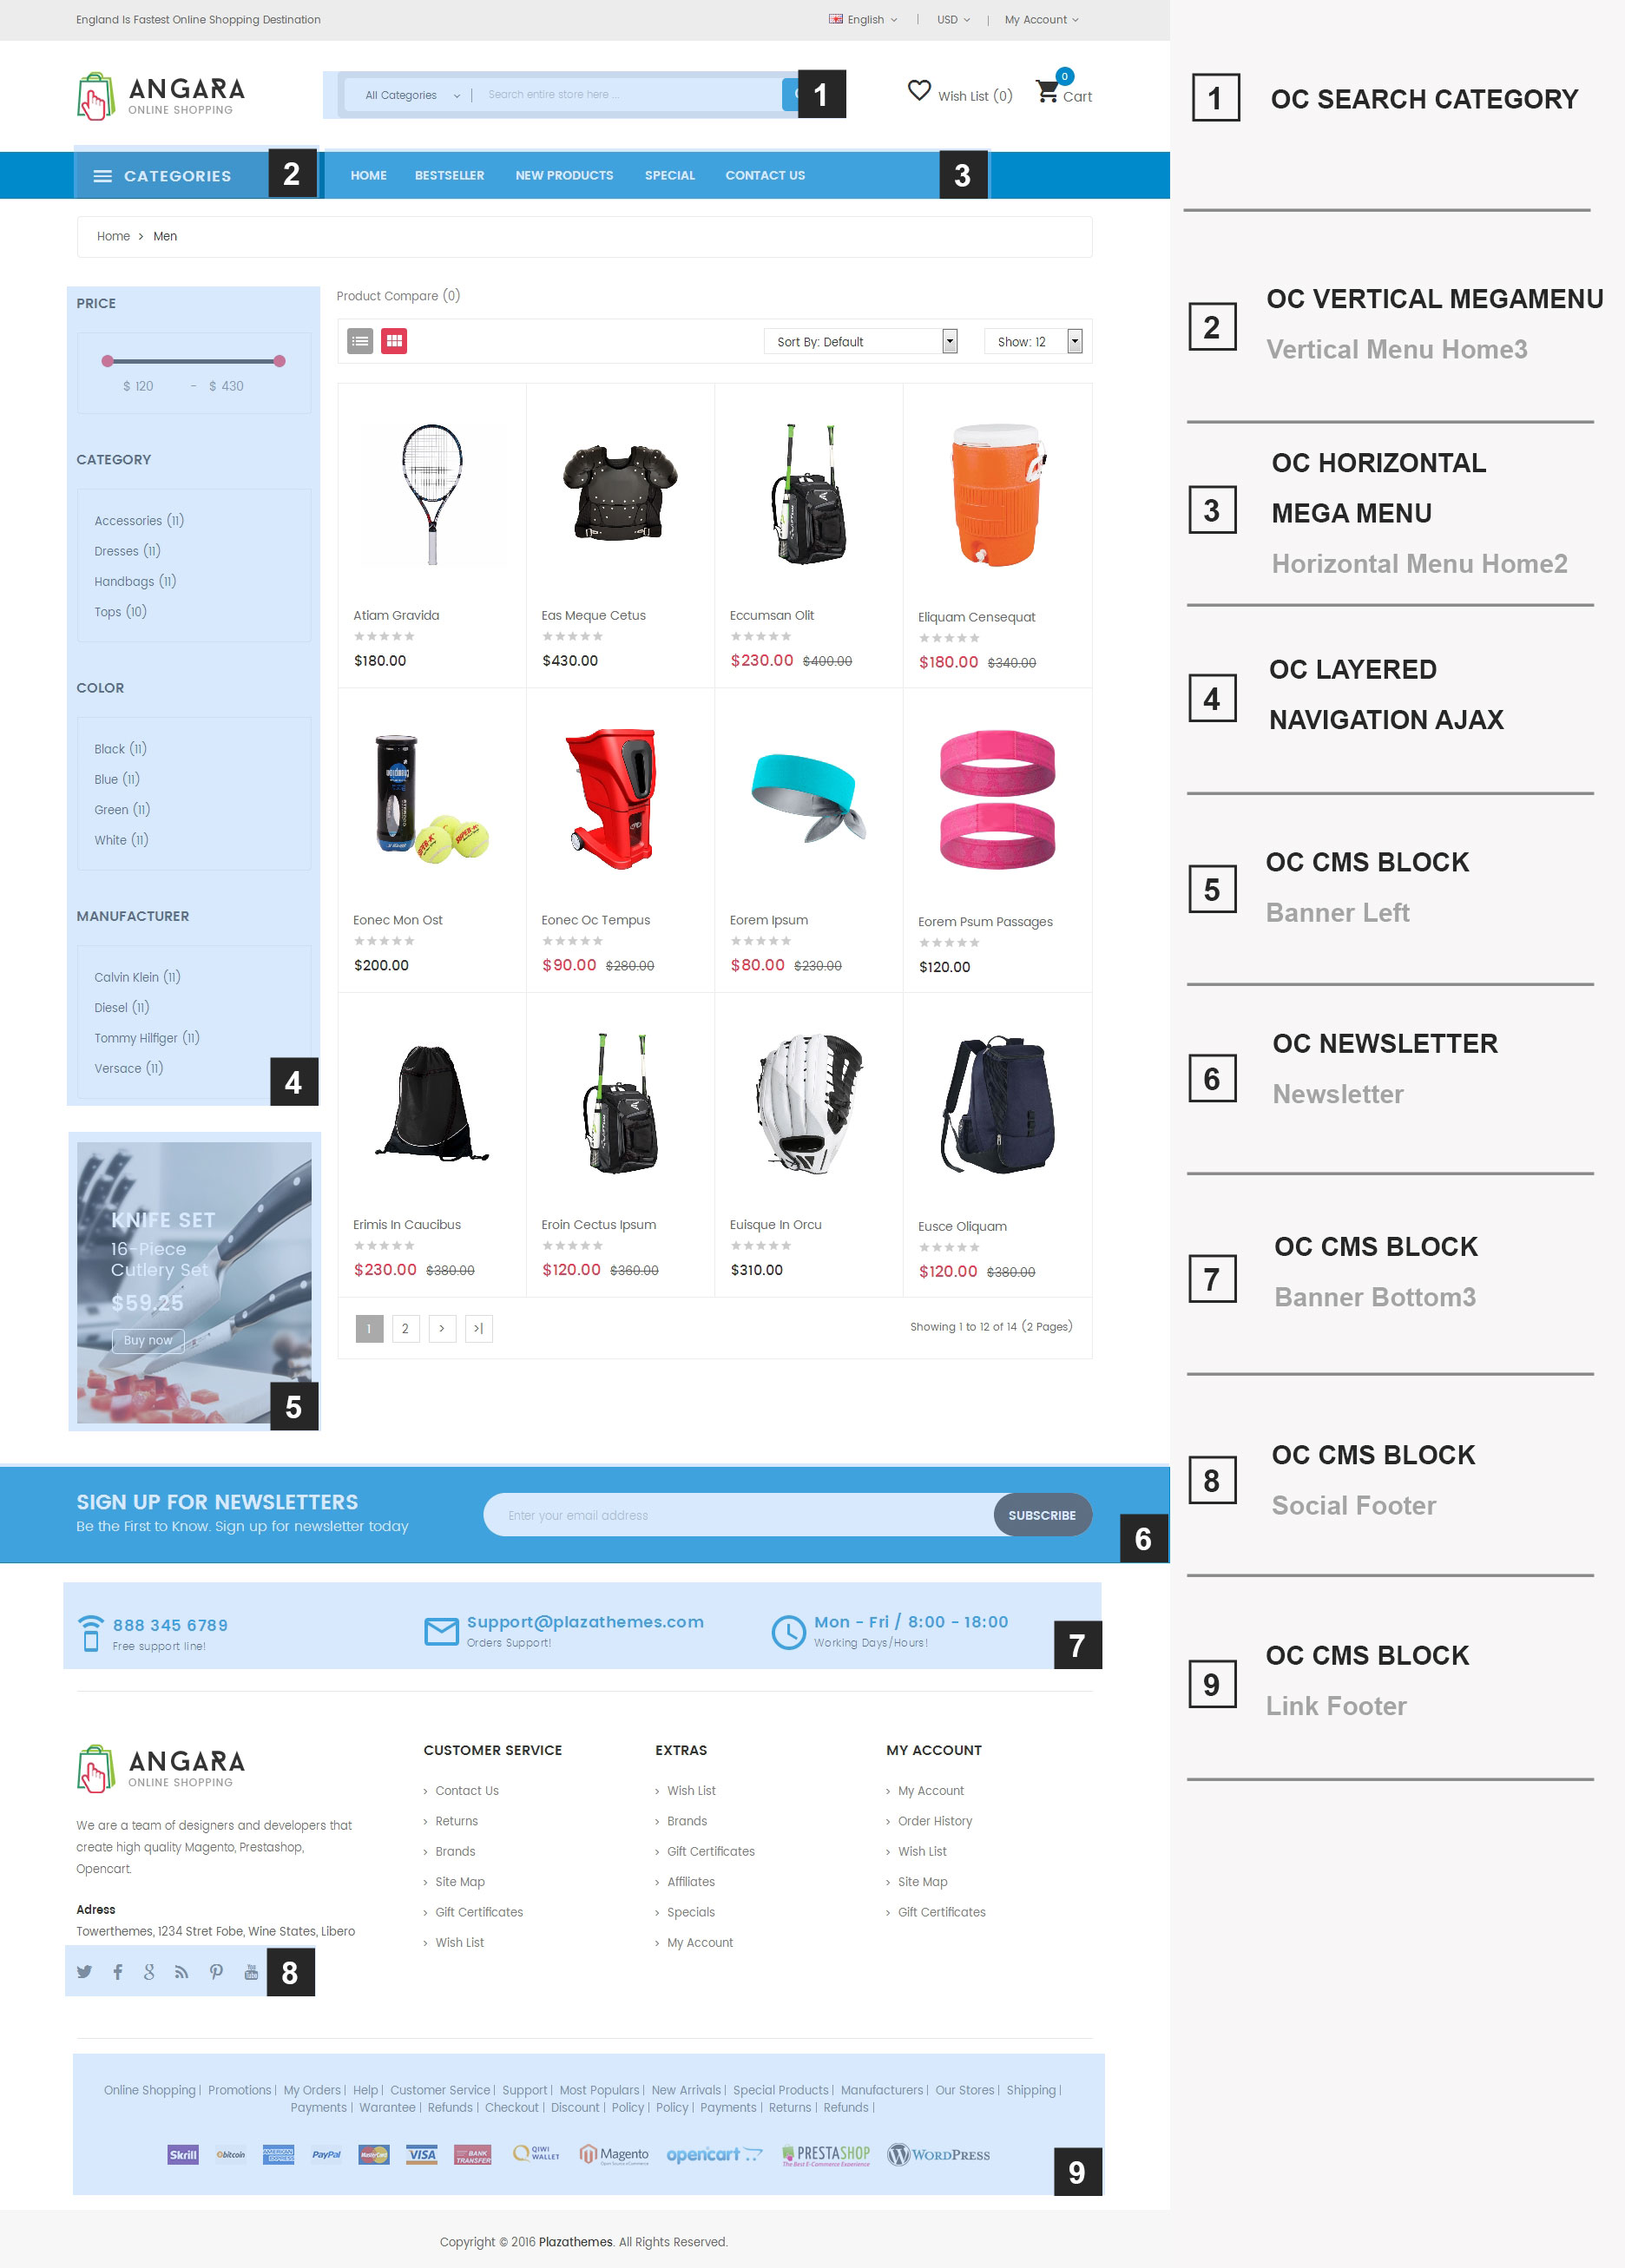 England Is Fastest Online Shopping Destination
English | USD | My Account
ANGARA
ONLINE SHOPPING
All Categories | Search entire store here ...
1
Wish List (0)
0
Cart
CATEGORIES 2
HOME BESTSELLER NEW PRODUCTS SPECIAL CONTACT US 3
Home > Men
PRICE
$ 120 - $ 430
CATEGORY
Accessories (11)
Dresses (11)
Handbags (11)
Tops (10)
COLOR
Black (11)
Blue (11)
Green (11)
White (11)
MANUFACTURER
Calvin Klein (11)
Diesel (11)
Tommy Hilfiger (11)
Versace (11)
4
KNIFE SET
16-Piece
Cutlery Set
$59.25
Buy now
5
Product Compare (0)
Sort By: Default Show: 12
Atiam Gravida
$180.00
Eas Meque Cetus
$430.00
Eccumsan Olit
$230.00 $400.00
Eliquam Censequat
$180.00 $340.00
Eonec Mon Ost
$200.00
Eonec Oc Tempus
$90.00 $280.00
Eorem Ipsum
$80.00 $230.00
Eorem Psum Passages
$120.00
Erimis In Caucibus
$230.00 $380.00
Eroin Cectus Ipsum
$120.00 $360.00
Euisque In Orcu
$310.00
Eusce Oliquam
$120.00 $380.00
1 2 > >|
Showing 1 to 12 of 14 (2 Pages)
SIGN UP FOR NEWSLETTERS
Be the First to Know. Sign up for newsletter today
Enter your email address
SUBSCRIBE
6
888 345 6789
Free support line!
Support@plazathemes.com
Orders Support!
Mon - Fri / 8:00 - 18:00
Working Days/Hours!
7
ANGARA
ONLINE SHOPPING
We are a team of designers and developers that
create high quality Magento, Prestashop,
Opencart.
Adress
Towerthemes, 1234 Stret Fobe, Wine States, Libero
8
CUSTOMER SERVICE
Contact Us
Returns
Brands
Site Map
Gift Certificates
Wish List
EXTRAS
Wish List
Brands
Gift Certificates
Affiliates
Specials
My Account
MY ACCOUNT
My Account
Order History
Wish List
Site Map
Gift Certificates
Online Shopping | Promotions | My Orders | Help | Customer Service | Support | Most Populars | New Arrivals | Special Products | Manufacturers | Our Stores | Shipping |
Payments | Warantee | Refunds | Checkout | Discount | Policy | Policy | Payments | Returns | Refunds |
Skrill bitcoin AMERICAN EXPRESS PayPal MasterCard VISA BANK TRANSFER QIWI WALLET Magento opencart PRESTASHOP WORDPRESS
The Best E-Commerce Experience
9
Copyright © 2016 Plazathemes. All Rights Reserved.
1 OC SEARCH CATEGORY
2 OC VERTICAL MEGAMENU
Vertical Menu Home3
3 OC HORIZONTAL
MEGA MENU
Horizontal Menu Home2
4 OC LAYERED
NAVIGATION AJAX
5 OC CMS BLOCK
Banner Left
6 OC NEWSLETTER
Newsletter
7 OC CMS BLOCK
Banner Bottom3
8 OC CMS BLOCK
Social Footer
9 OC CMS BLOCK
Link Footer